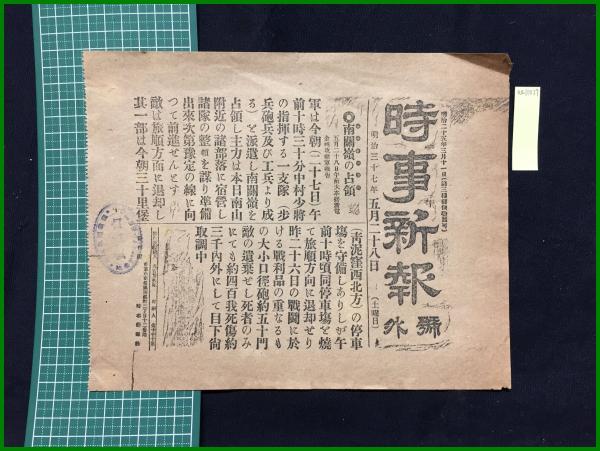 時事新報
號外
明治三十七年五月二十八日
(土曜日)
◎南關嶺の占領
軍は今朝(二十七日)午
前十時三十分中村少將
の指揮する一支隊(歩
兵砲兵及び工兵より成
る)を派遣し南關嶺を
占領し主力は本日南山
附近の諸部落に宿營し
諸隊の整頓を謀り準備
出來次第豫定の線に向
つて前進せんとす
敵は旅順方面に退却し
其一部は今朝三十里堡
(靑泥窪西北方)の停車
塲を守備しありしが午
前十時頃同停車塲を燒
て旅順方向に退却せり
昨二十六日の戰鬪に於
ける戰利品の重なるも
の大小口徑砲約五十門
敵の遺棄せし死者のみ
にても約四百我死傷約
三千内外にして目下尙
取調中